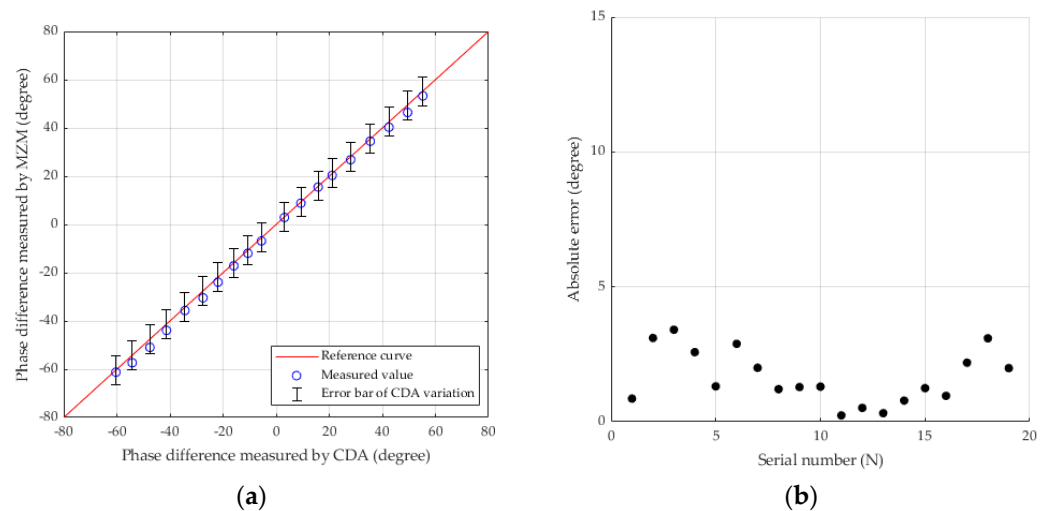 80
60
40
20
0
-20
-40
-60
-80
Phase difference measured by MZM (degree)
Reference curve
Measured value
Error bar of CDA variation
-80 -60 -40 -20 0 20 40 60 80
Phase difference measured by CDA (degree)
(a)
15
10
5
0
Absolute error (degree)
0 5 10 15 20
Serial number (N)
(b)